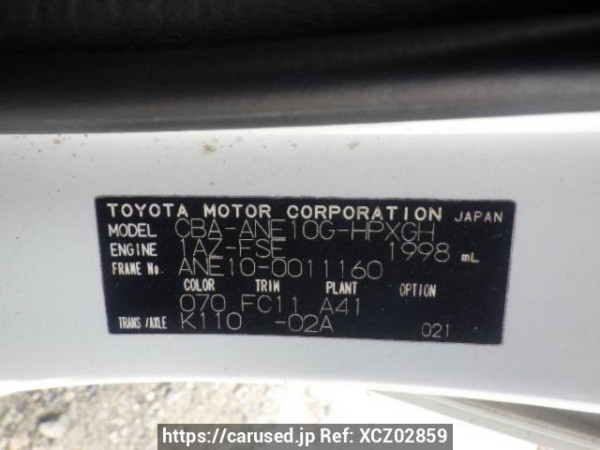 TOYOTA MOTOR CORPORATION JAPAN
MODEL CBA-ANE10G-HPXGH
ENGINE 1AZ-FSE 1998 mL
FRAME No. ANE10-0011160
COLOR TRIM PLANT OPTION
070 FC11 A41
TRANS/AXLE K110 -02A 021
https://carused.jp Ref: XCZ02859